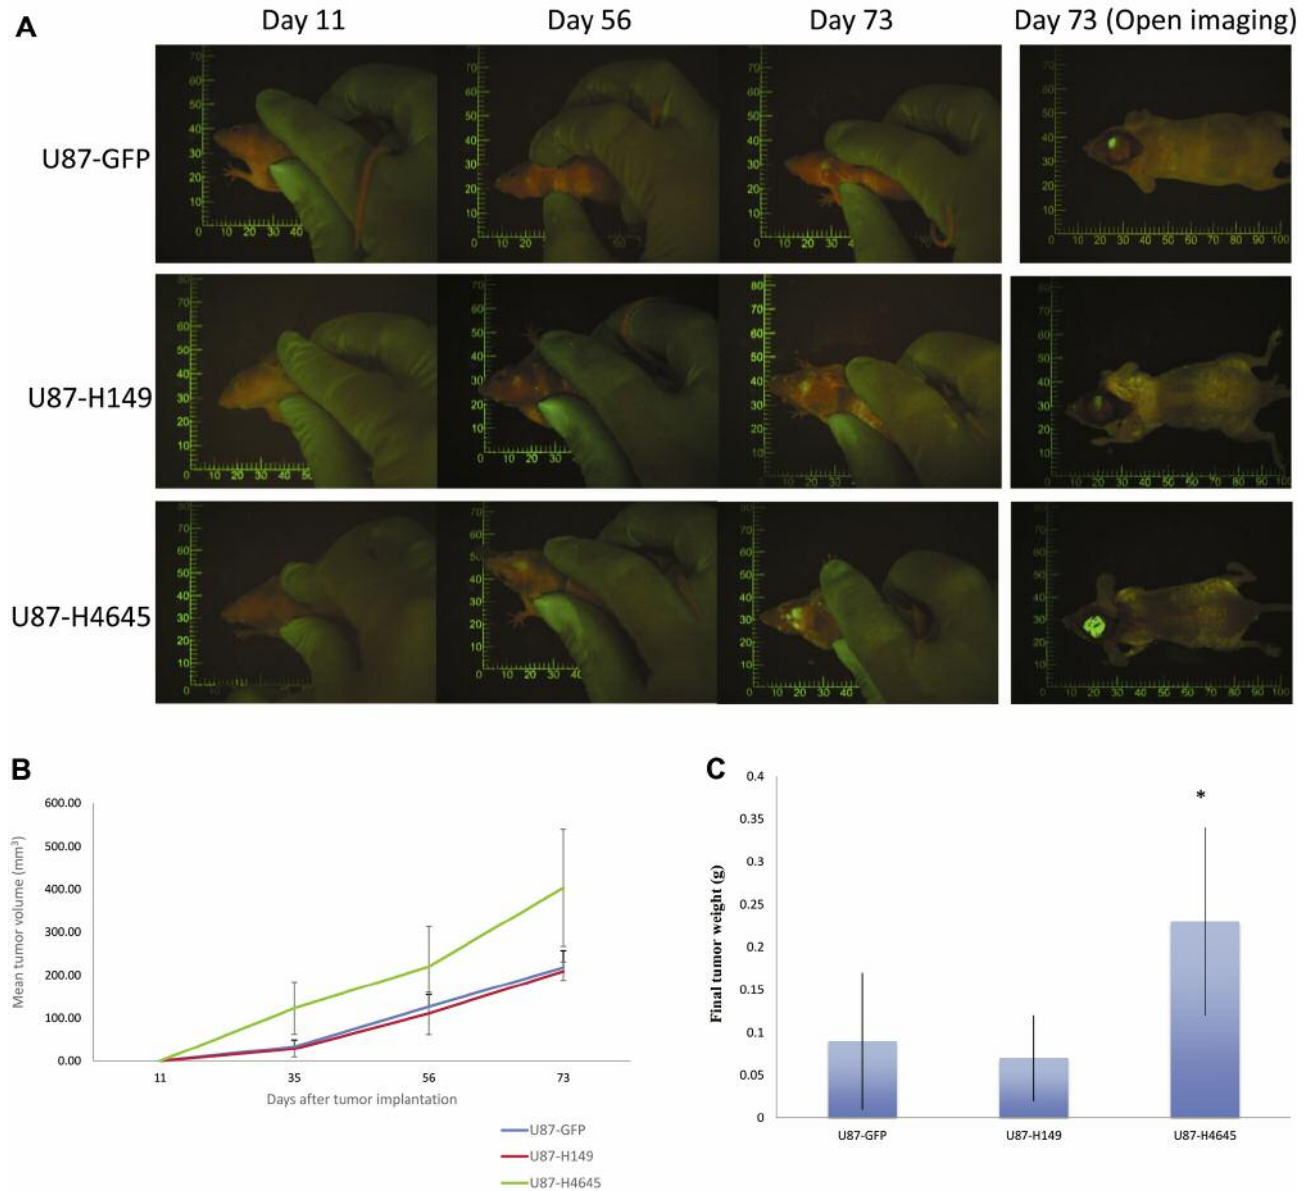 A
Day 11 Day 56 Day 73 Day 73 (Open imaging)
U87-GFP
U87-H149
U87-H4645
B
Mean tumor volume (mm³)
600.00
500.00
400.00
300.00
200.00
100.00
0.00
11 35 56 73
Days after tumor implantation
U87-GFP
U87-H149
U87-H4645
C
Final tumor weight (g)
0.4
0.35
0.3
0.25
0.2
0.15
0.1
0.05
0
*
U87-GFP U87-H149 U87-H4645